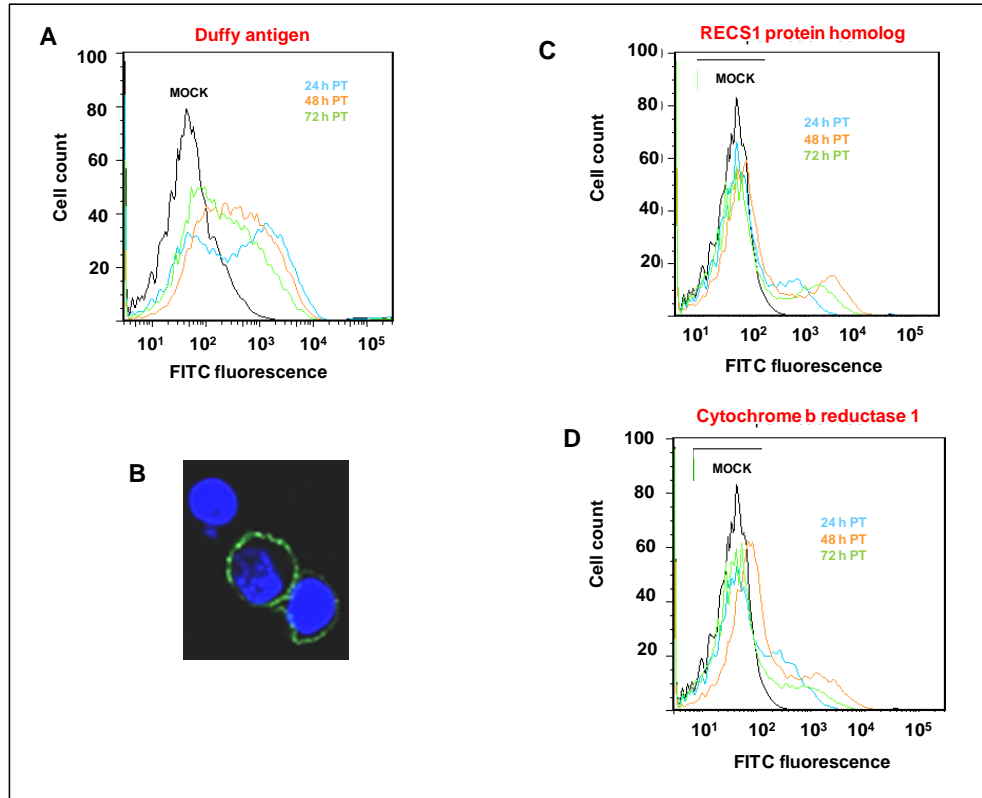 A
Duffy antigen
100
80
60
40
20
Cell count
MOCK
24 h PT
48 h PT
72 h PT
10¹ 10² 10³ 10⁴ 10⁵
FITC fluorescence
B
C
RECS1 protein homolog
100
80
60
40
20
Cell count
MOCK
24 h PT
48 h PT
72 h PT
10¹ 10² 10³ 10⁴ 10⁵
FITC fluorescence
D
Cytochrome b reductase 1
100
80
60
40
20
0
Cell count
MOCK
24 h PT
48 h PT
72 h PT
10¹ 10² 10³ 10⁴ 10⁵
FITC fluorescence